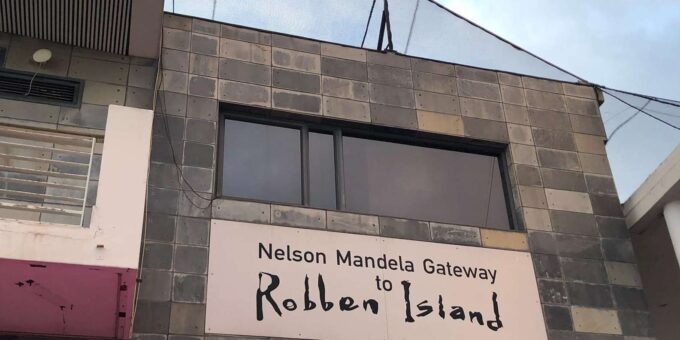 Nelson Mandela Gateway
to
Robben Island